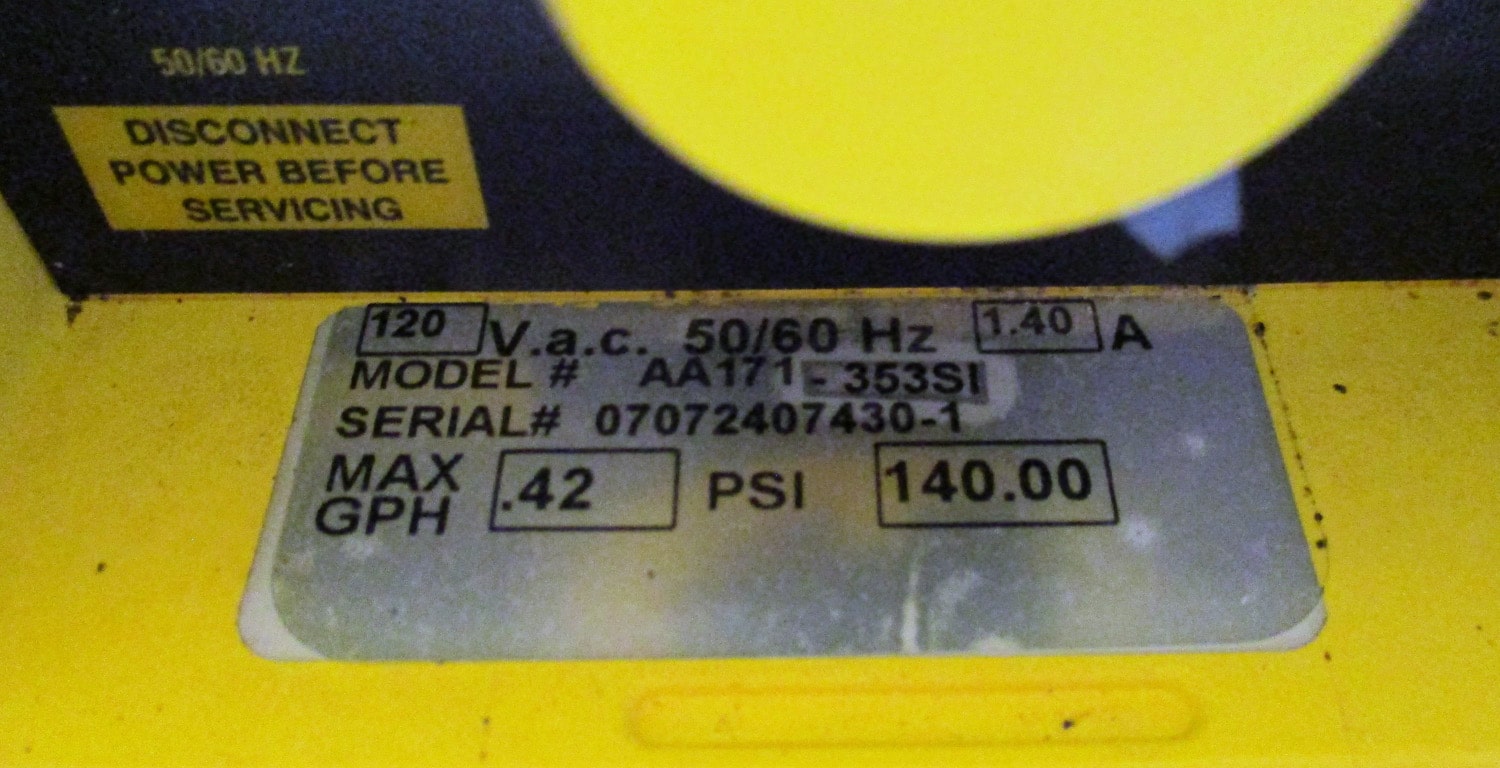 50/60 HZ
DISCONNECT
POWER BEFORE
SERVICING
120 V.a.c. 50/60 Hz 1.40 A
MODEL # AA171 - 353SI
SERIAL# 07072407430-1
MAX
GPH .42 PSI 140.00